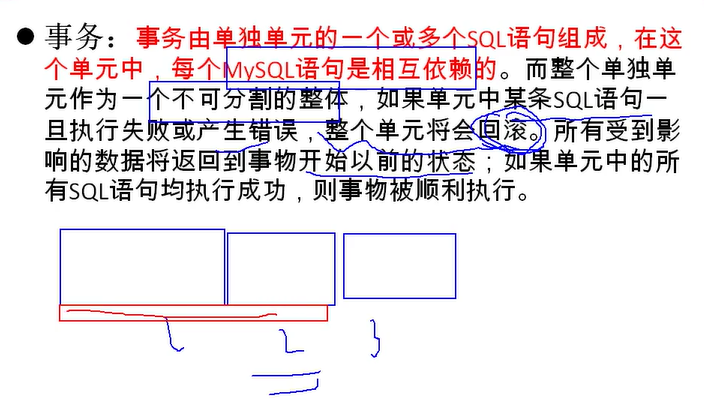 ● 事务：事务由单独单元的一个或多个SQL语句组成，在这
个单元中，每个MySQL语句是相互依赖的。而整个单独单
元作为一个不可分割的整体，如果单元中某条SQL语句一
旦执行失败或产生错误，整个单元将会回滚。所有受到影
响的数据将返回到事物开始以前的状态；如果单元中的所
有SQL语句均执行成功，则事物被顺利执行。
1 2 3